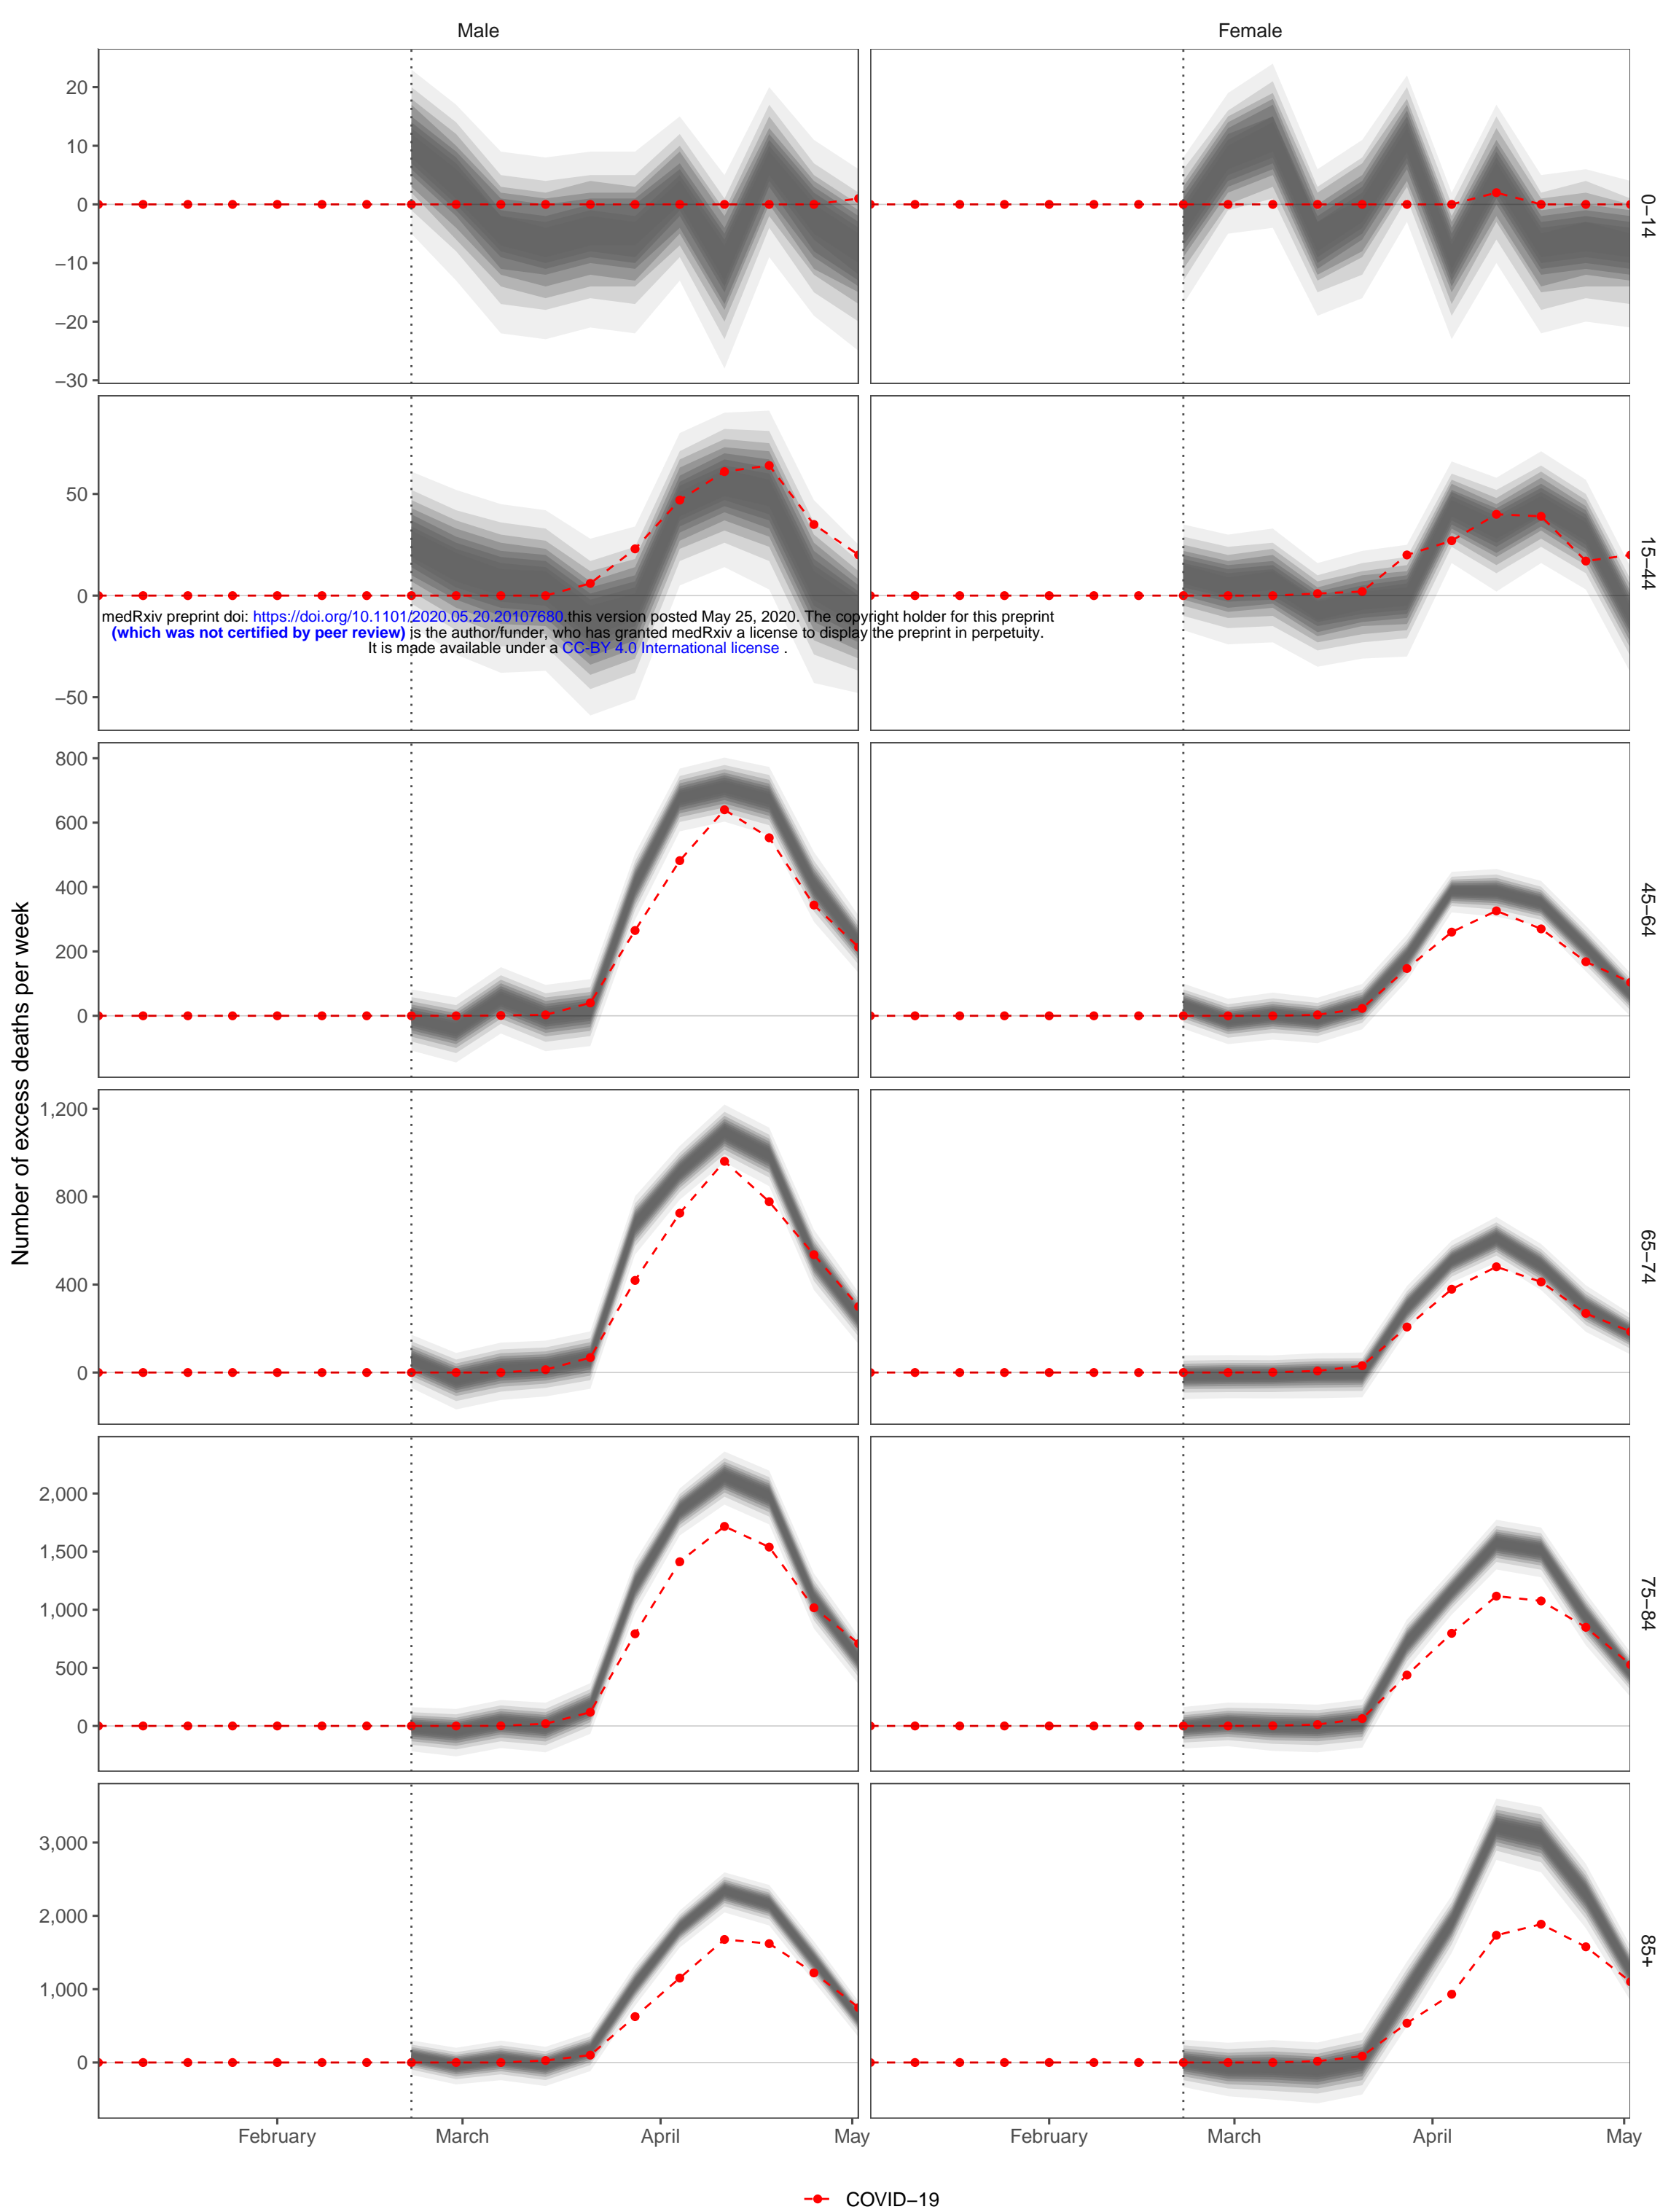 Male
Female
20
10
0
−10
−20
−30
0−14
50
0
−50
15−44
medRxiv preprint doi: https://doi.org/10.1101/2020.05.20.20107680.this version posted May 25, 2020. The copyright holder for this preprint
(which was not certified by peer review) is the author/funder, who has granted medRxiv a license to display the preprint in perpetuity.
It is made available under a CC-BY 4.0 International license .
800
600
400
200
0
45−64
Number of excess deaths per week
1,200
800
400
0
65−74
2,000
1,500
1,000
500
0
75−84
3,000
2,000
1,000
0
85+
February
March
April
May
February
March
April
May
COVID−19